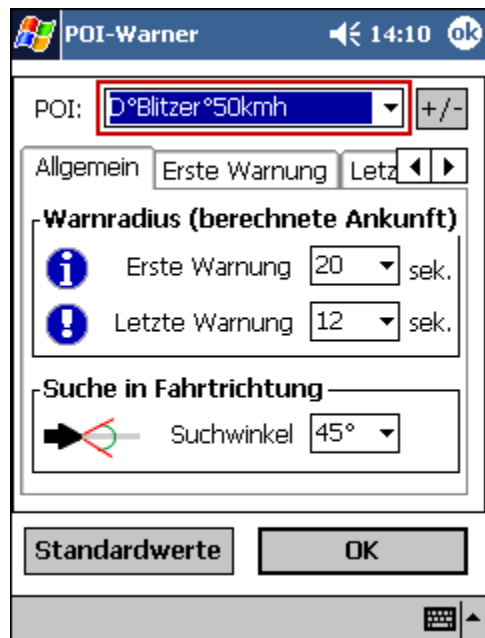 POI-Warner 14:10 ok
POI: D°Blitzer°50kmh +/-
Allgemein Erste Warnung Letz
Warnradius (berechnete Ankunft)
Erste Warnung 20 sek.
Letzte Warnung 12 sek.
Suche in Fahrtrichtung
Suchwinkel 45°
Standardwerte OK